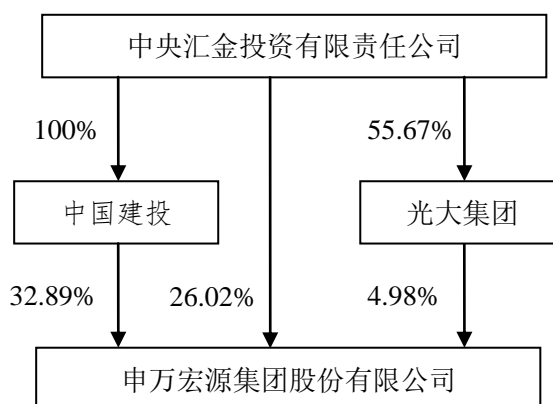 中央汇金投资有限责任公司
100%
55.67%
中国建投
光大集团
32.89%
26.02%
4.98%
申万宏源集团股份有限公司